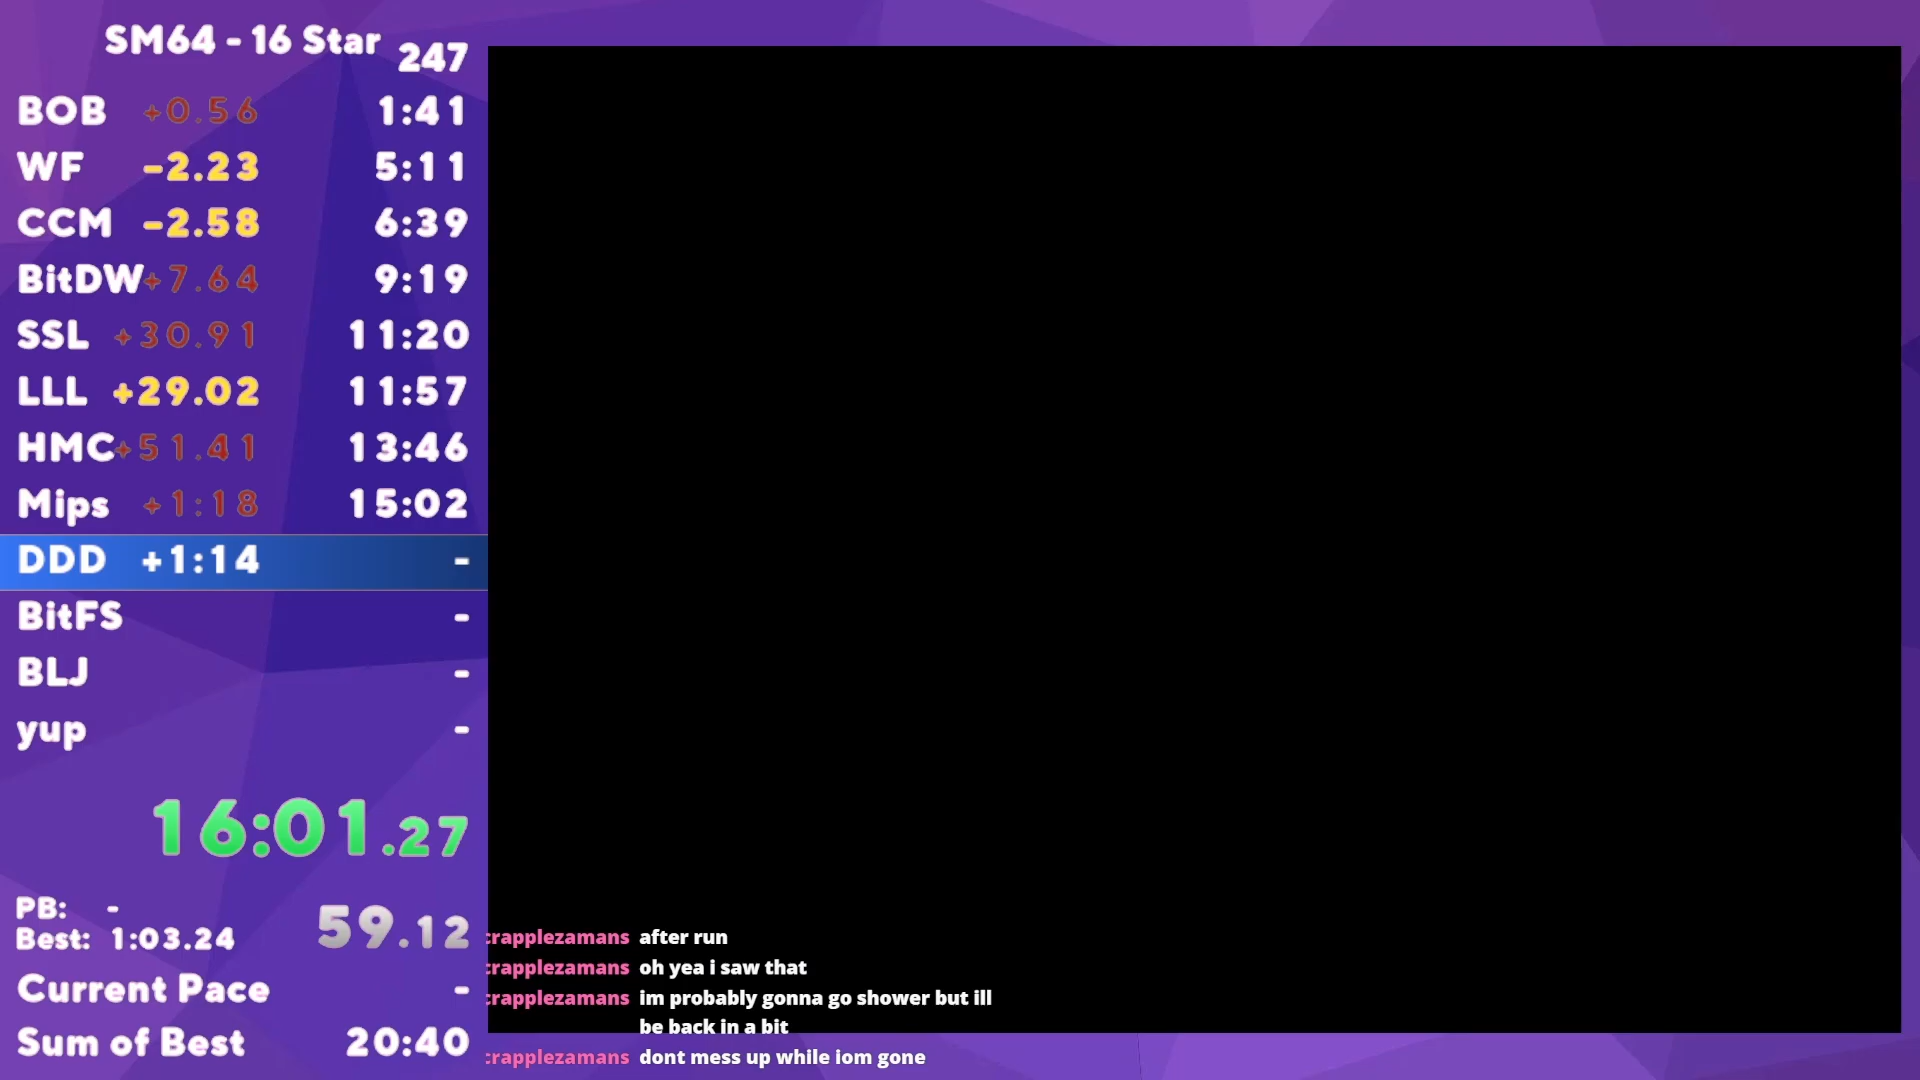 SM64 - 16 Star 247
BOB +0.56 1:41
WF -2.23 5:11
CCM -2.58 6:39
BitDW +7.64 9:19
SSL +30.91 11:20
LLL +29.02 11:57
HMC +51.41 13:46
Mips +1:18 15:02
DDD +1:14 -
BitFS -
BLJ -
yup -
16:01.27
PB: -
Best: 1:03.24 59.12
Current Pace -
Sum of Best 20:40
crapplezamans after run
crapplezamans oh yea i saw that
crapplezamans im probably gonna go shower but ill
be back in a bit
crapplezamans dont mess up while iom gone